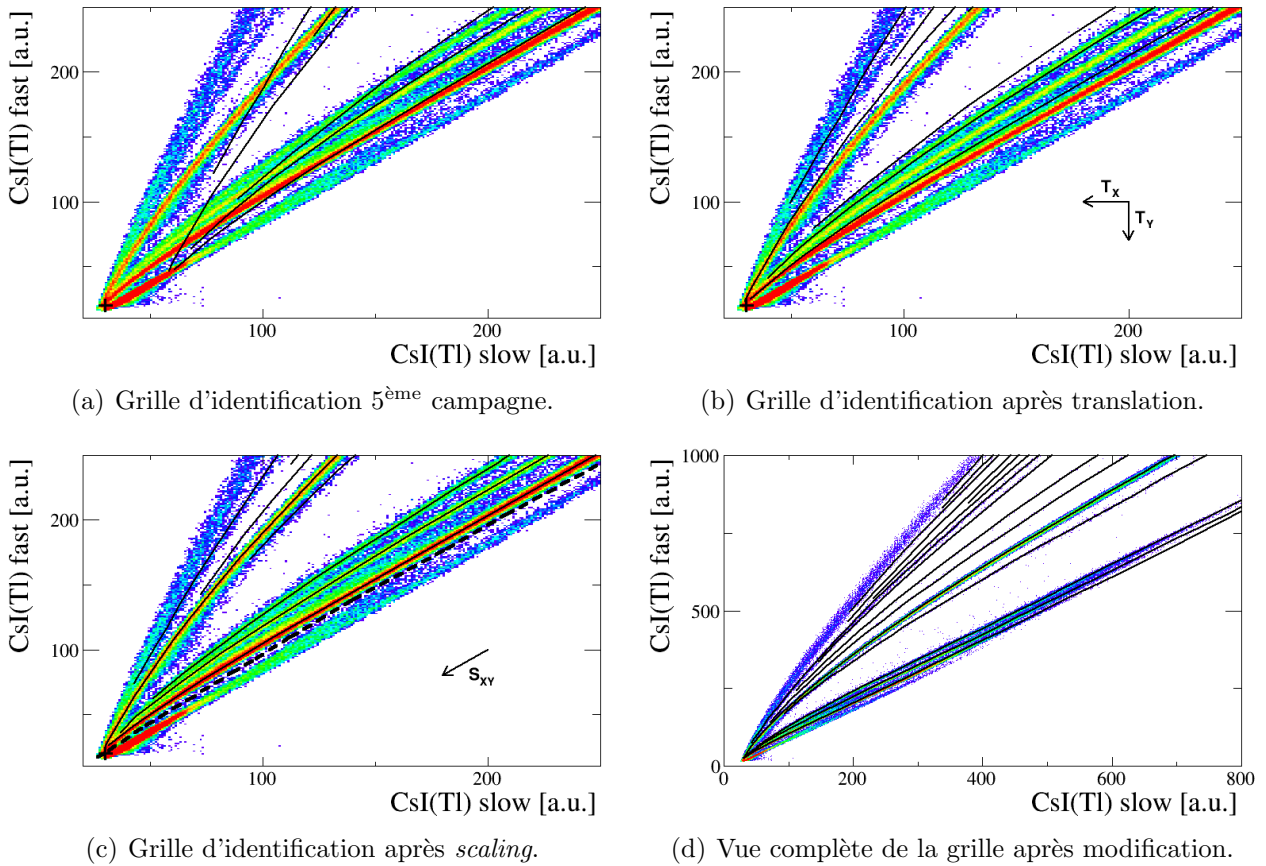 CsI(Tl) fast [a.u.]
200
100
100
200
CsI(Tl) slow [a.u.]
(a) Grille d'identification 5ème campagne.
CsI(Tl) fast [a.u.]
200
100
T_X
T_Y
100
200
CsI(Tl) slow [a.u.]
(b) Grille d'identification après translation.
CsI(Tl) fast [a.u.]
200
100
S_XY
100
200
CsI(Tl) slow [a.u.]
(c) Grille d'identification après scaling.
CsI(Tl) fast [a.u.]
1000
500
0
0
200
400
600
800
CsI(Tl) slow [a.u.]
(d) Vue complète de la grille après modification.